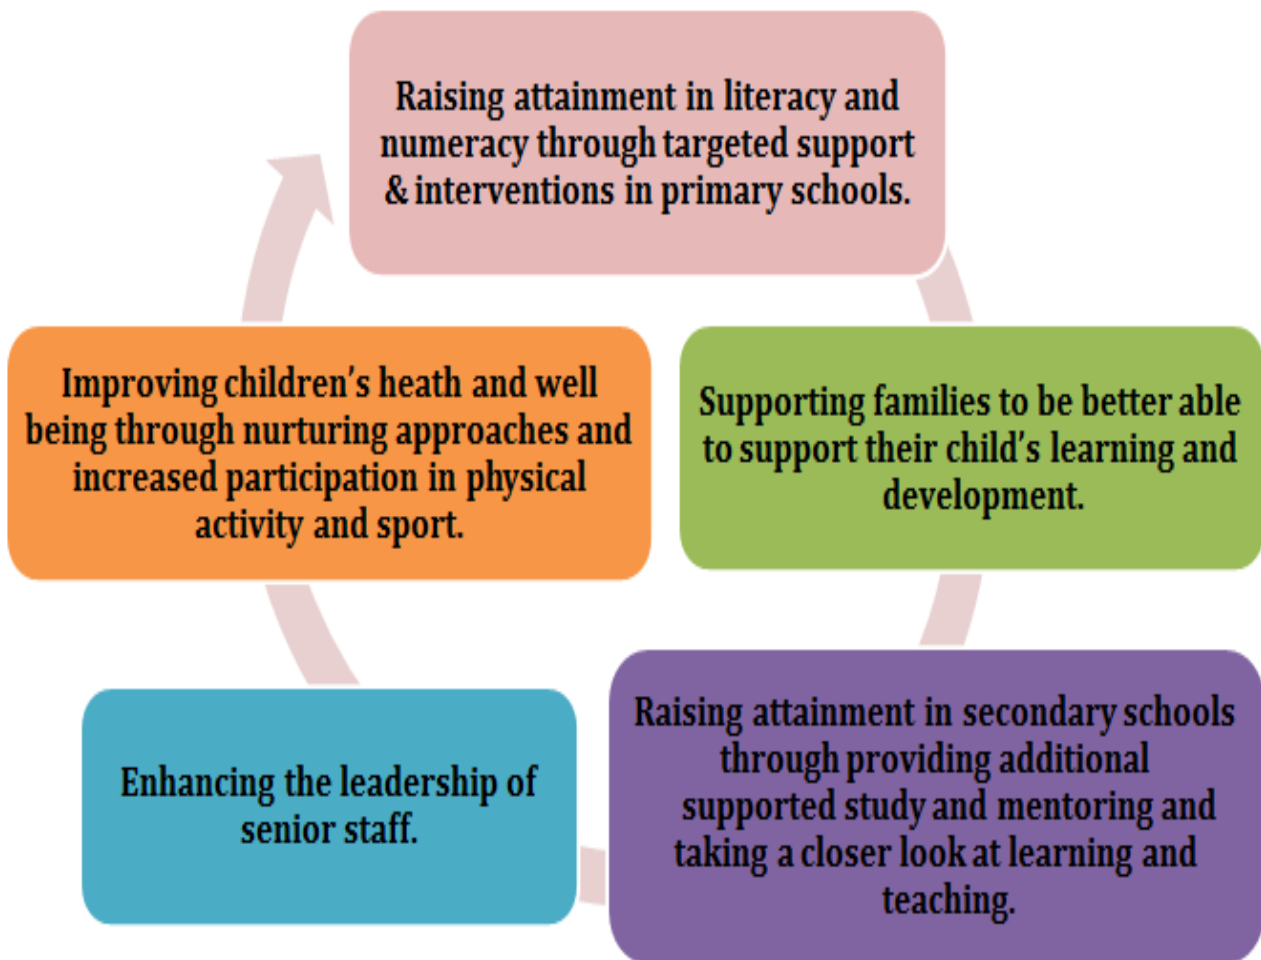 Raising attainment in literacy and
numeracy through targeted support
& interventions in primary schools.
Supporting families to be better able
to support their child’s learning and
development.
Raising attainment in secondary schools
through providing additional
supported study and mentoring and
taking a closer look at learning and
teaching.
Enhancing the leadership of
senior staff.
Improving children’s heath and well
being through nurturing approaches and
increased participation in physical
activity and sport.